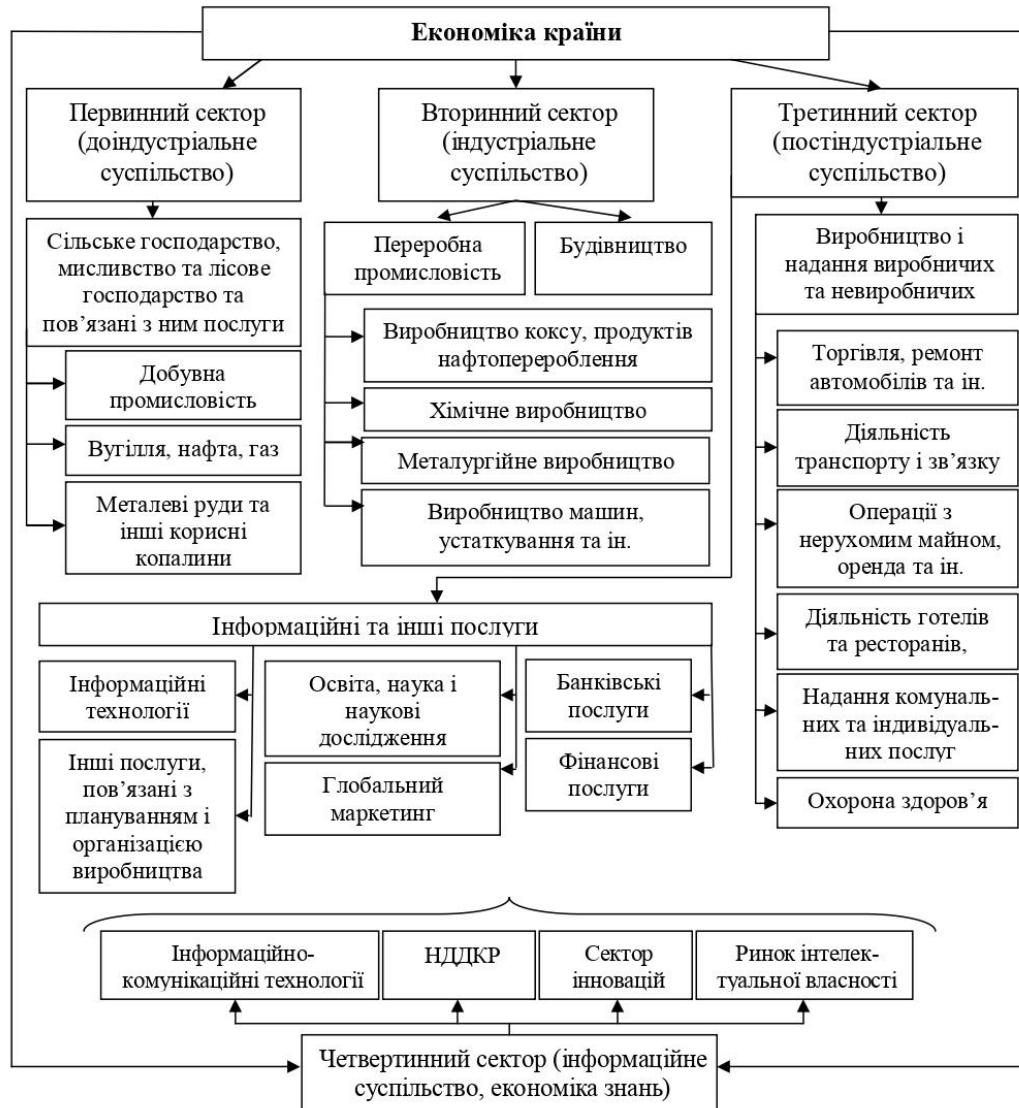 Економіка країни
Первинний сектор
(доіндустріальне
суспільство)
Вторинний сектор
(індустріальне
суспільство)
Третинний сектор
(постіндустріальне
суспільство)
Сільське господарство,
мисливство та лісове
господарство та
пов’язані з ним послуги
Добувна
промисловість
Вугілля, нафта, газ
Металеві руди та
інші корисні
копалини
Переробна
промисловість
Будівництво
Виробництво коксу, продуктів
нафтоперероблення
Хімічне виробництво
Металургійне виробництво
Виробництво машин,
устаткування та ін.
Виробництво і
надання виробничих
та невиробничих
Торгівля, ремонт
автомобілів та ін.
Діяльність
транспорту і зв’язку
Операції з
нерухомим майном,
оренда та ін.
Діяльність готелів
та ресторанів,
Надання комуналь-
них та індивідуаль-
них послуг
Охорона здоров’я
Інформаційні та інші послуги
Інформаційні
технології
Інші послуги,
пов’язані з
плануванням і
організацією
виробництва
Освіта, наука і
наукові
дослідження
Глобальний
маркетинг
Банківські
послуги
Фінансові
послуги
Інформаційно-
комунікаційні технології
НДДКР
Сектор
інновацій
Ринок інтелек-
туальної власності
Четвертинний сектор (інформаційне
суспільство, економіка знань)